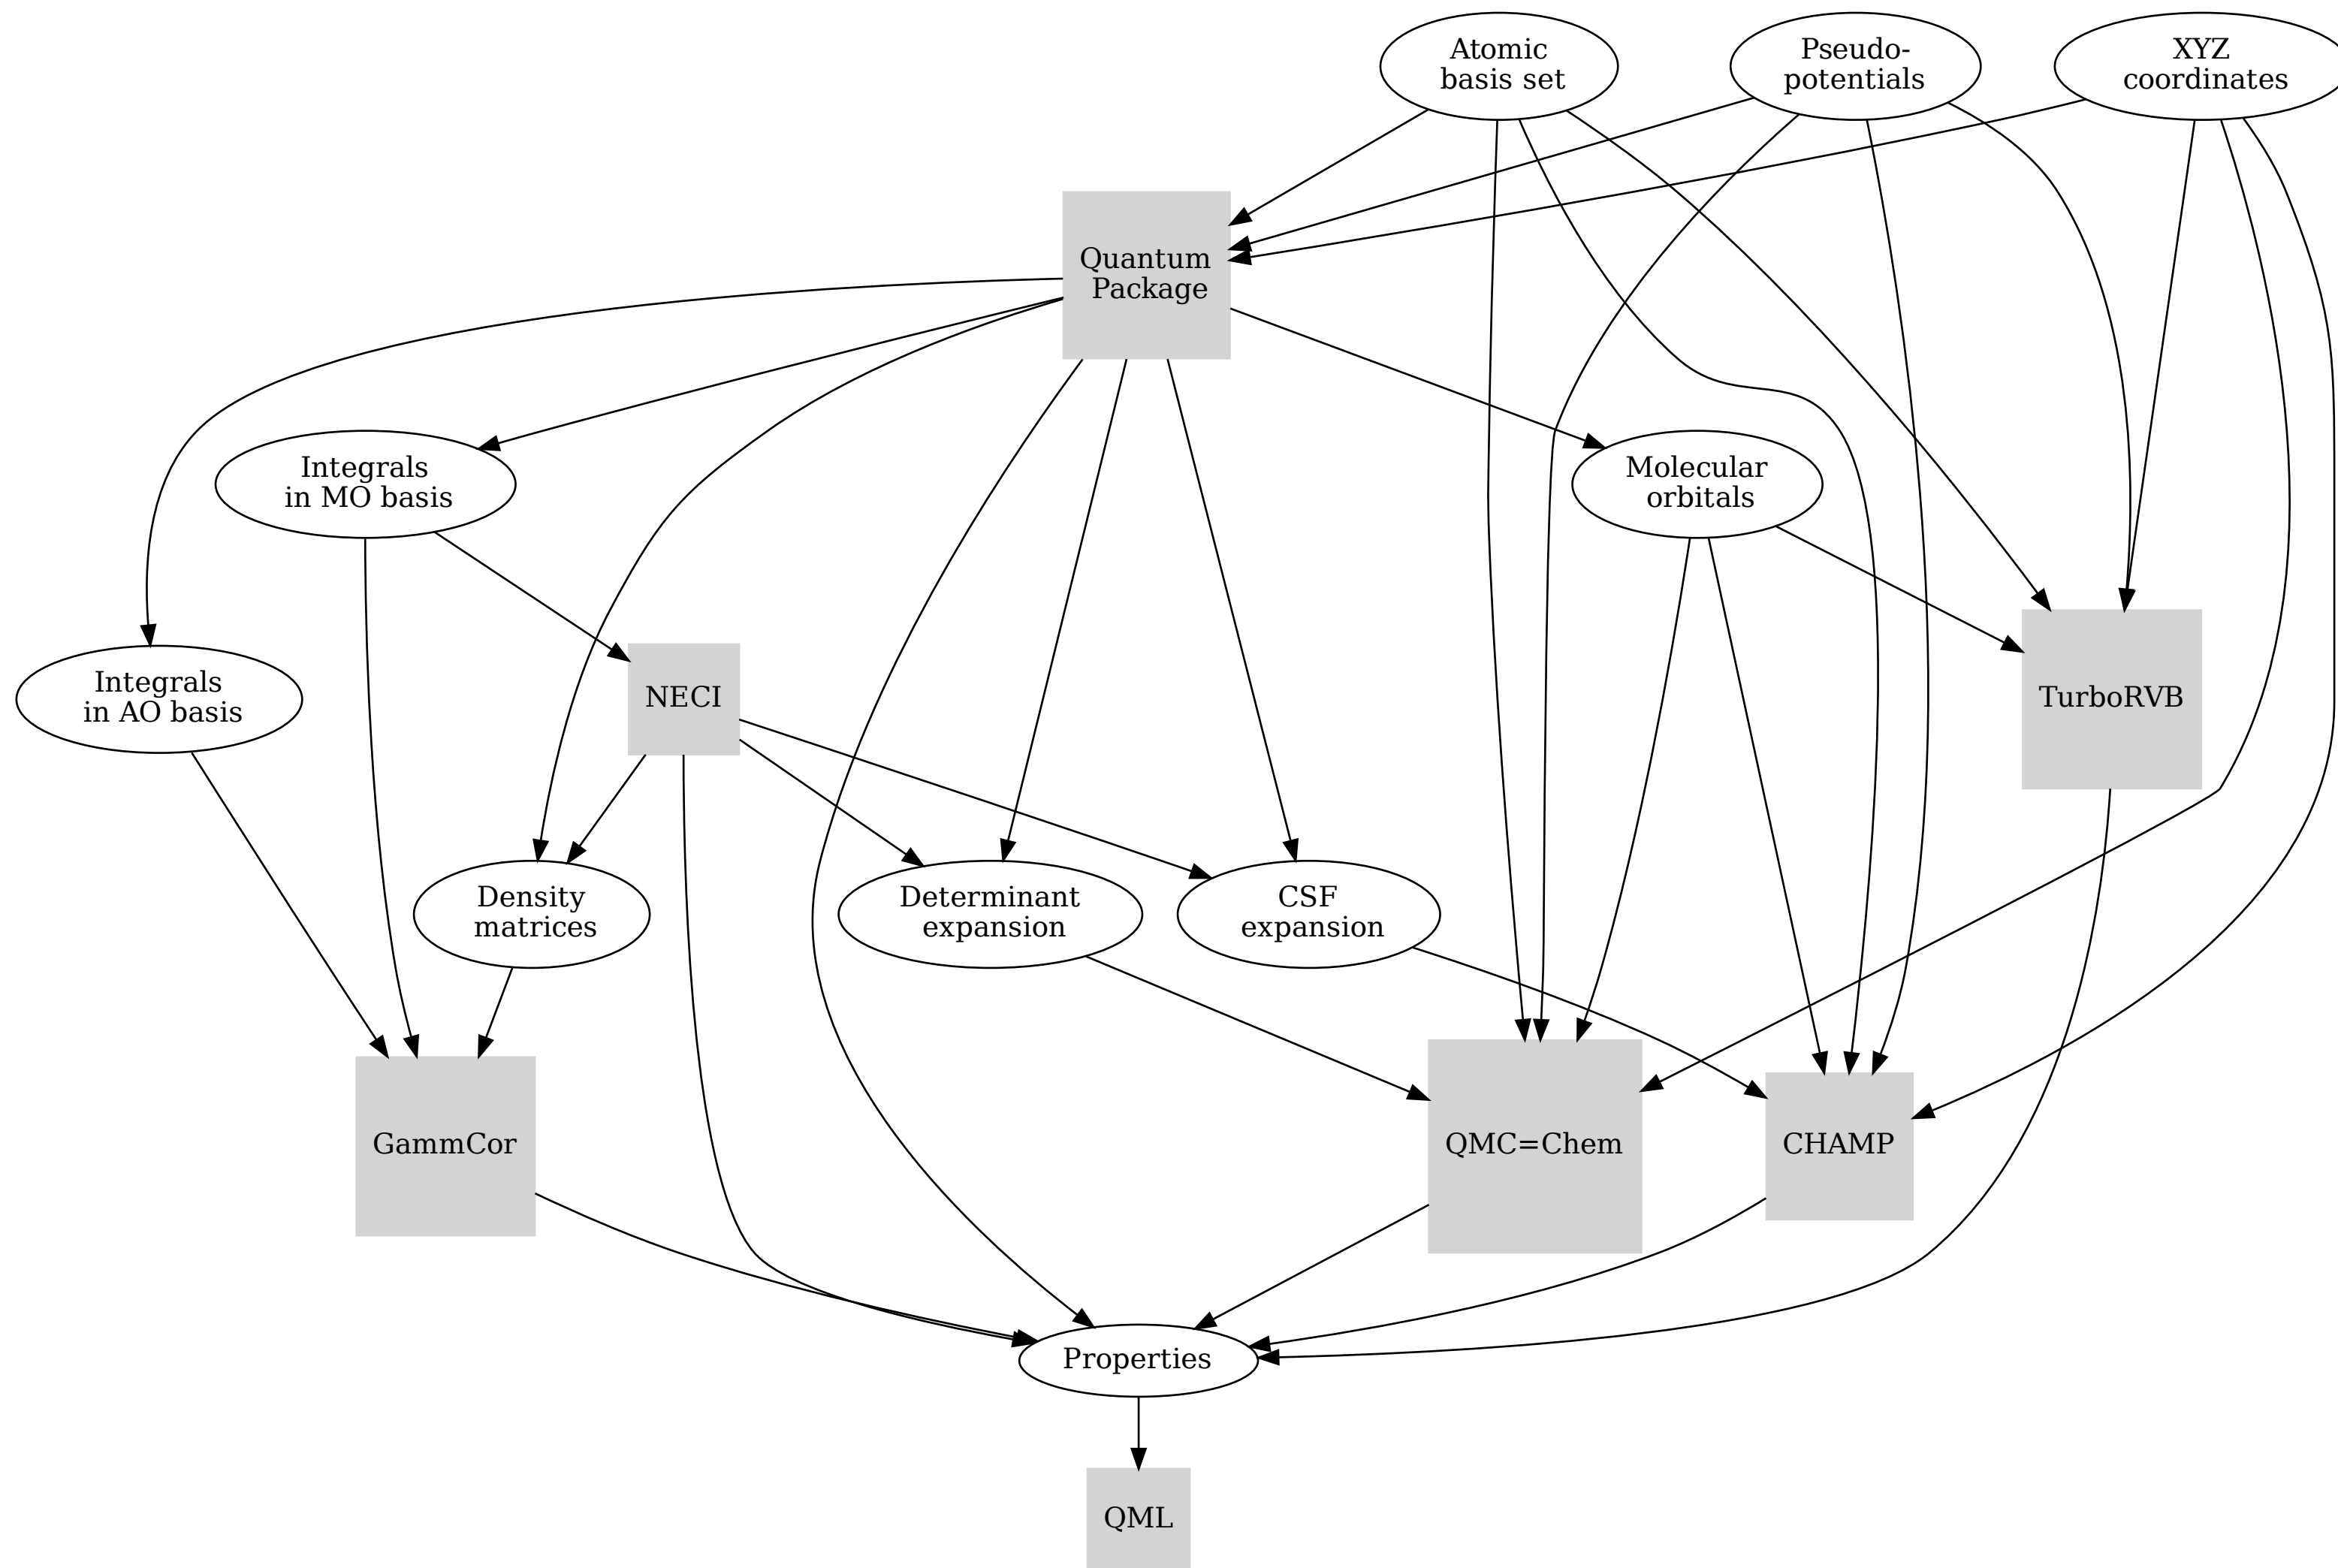 Atomic
basis set
Pseudo-
potentials
XYZ
coordinates
Quantum
Package
Integrals
in MO basis
Molecular
orbitals
Integrals
in AO basis
NECI
TurboRVB
Density
matrices
Determinant
expansion
CSF
expansion
GammCor
QMC=Chem
CHAMP
Properties
QML